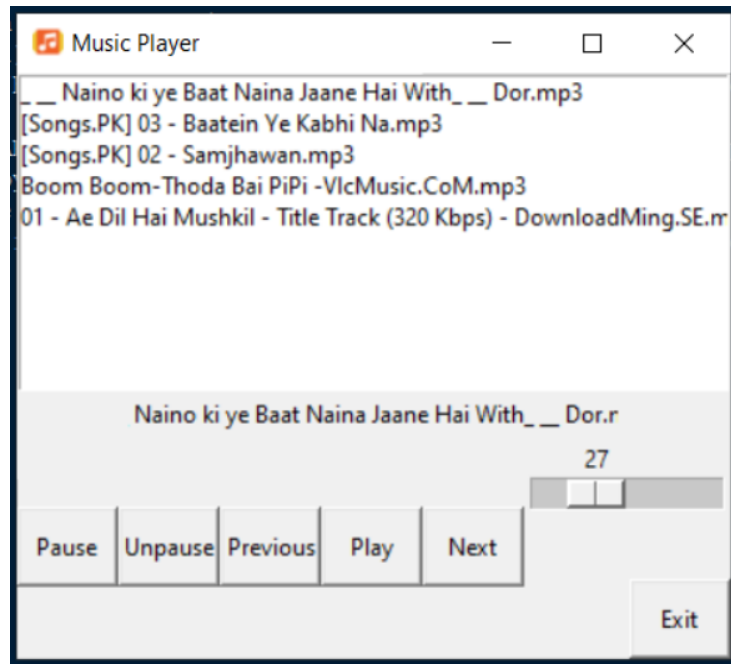 Music Player
_ __ Naino ki ye Baat Naina Jaane Hai With_ __ Dor.mp3
[Songs.PK] 03 - Baatein Ye Kabhi Na.mp3
[Songs.PK] 02 - Samjhawan.mp3
Boom Boom-Thoda Bai PiPi -VlcMusic.CoM.mp3
01 - Ae Dil Hai Mushkil - Title Track (320 Kbps) - DownloadMing.SE.m
Naino ki ye Baat Naina Jaane Hai With_ __ Dor.r
27
Pause Unpause Previous Play Next
Exit